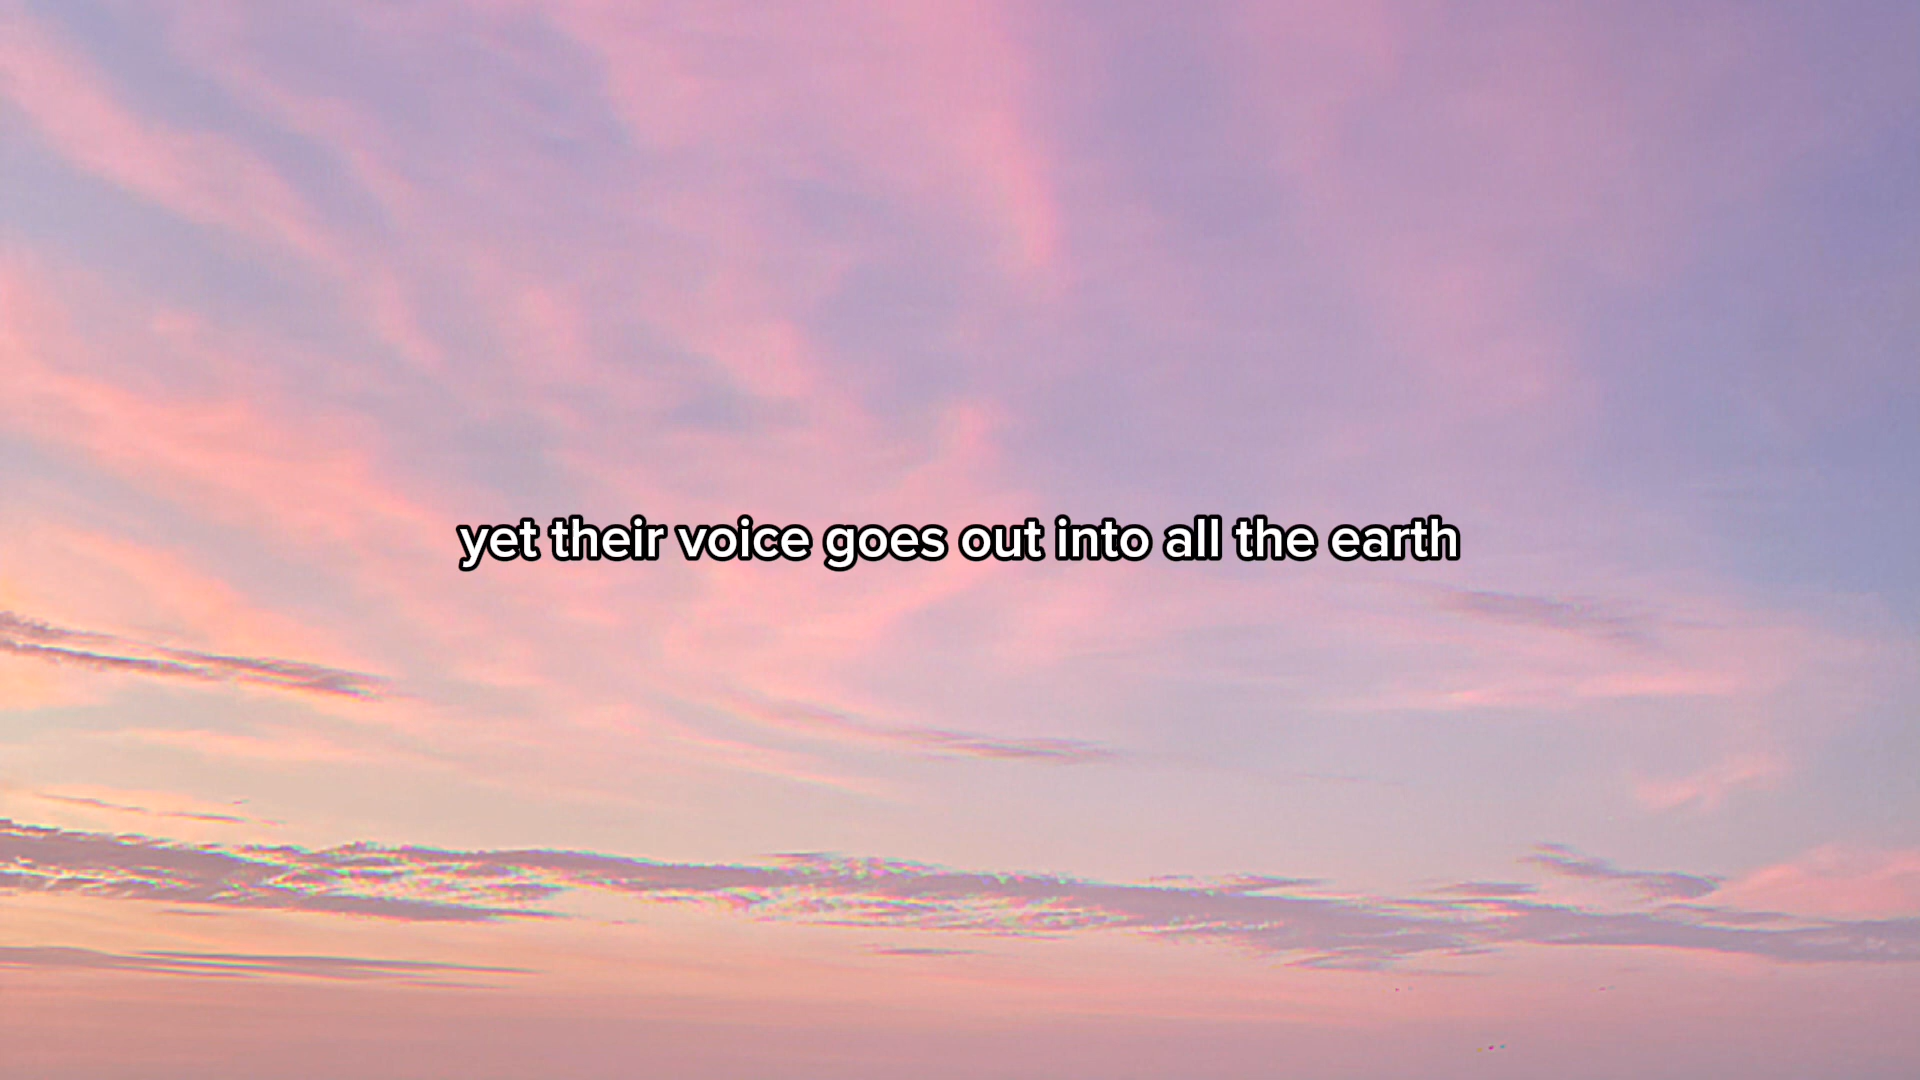 yet their voice goes out into all the earth